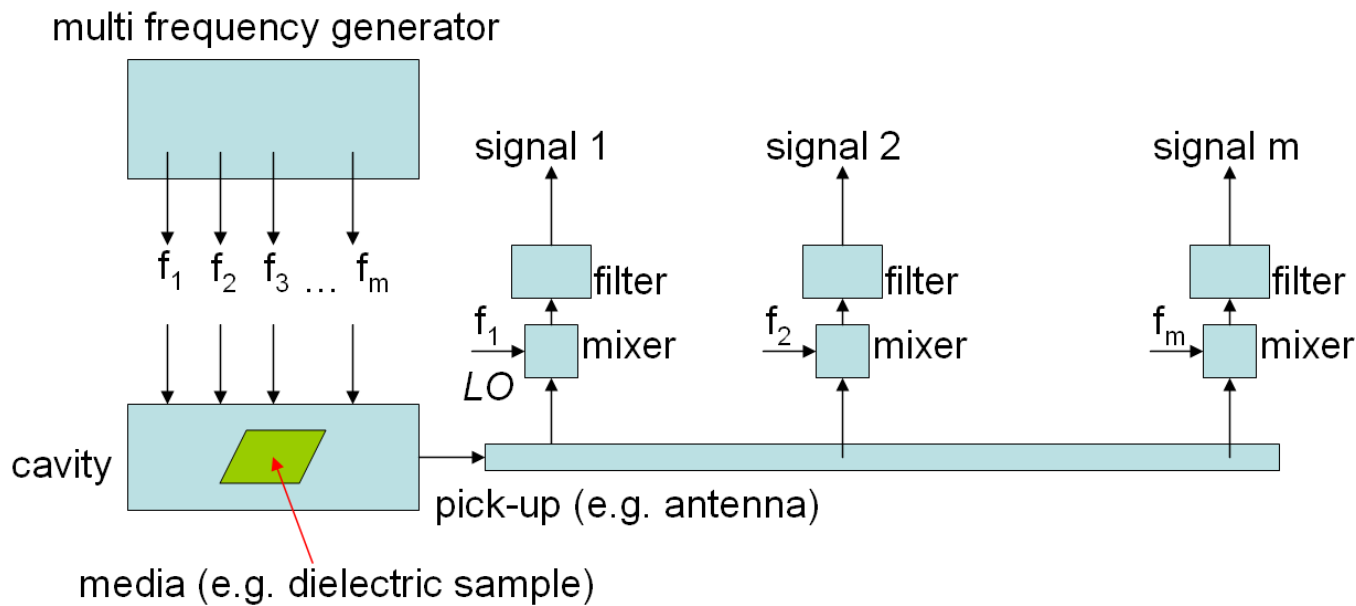 multi frequency generator
signal 1
signal 2
signal m
f₁ f₂ f₃ … fₘ
filter
filter
filter
f₁
mixer
f₂
mixer
fₘ
mixer
LO
cavity
pick-up (e.g. antenna)
media (e.g. dielectric sample)